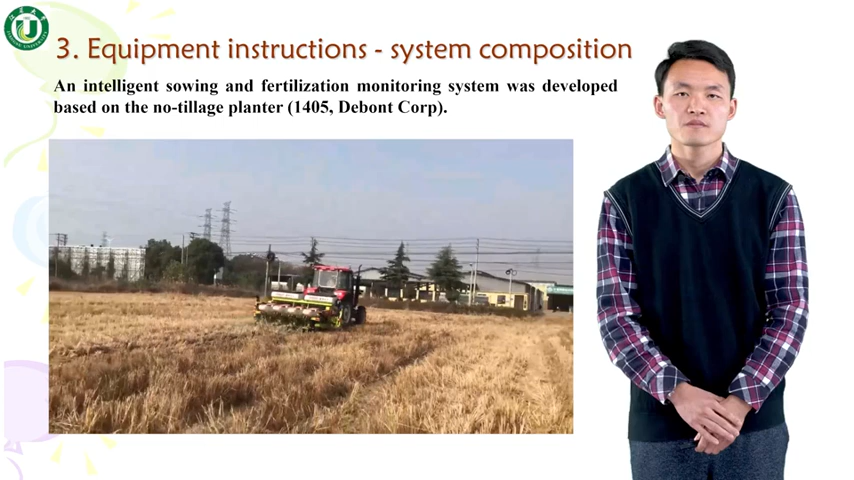 3. Equipment instructions - system composition
An intelligent sowing and fertilization monitoring system was developed
based on the no-tillage planter (1405, Debont Corp).